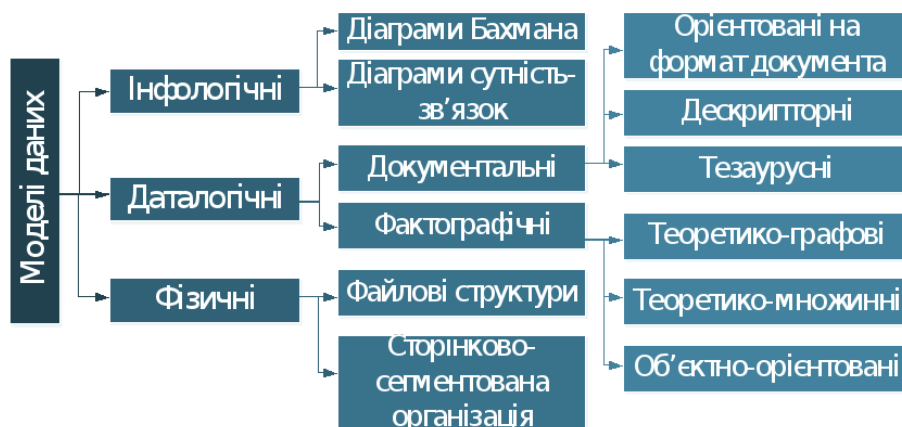 Моделі даних
Інфологічні
Діаграми Бахмана
Діаграми сутність-
зв’язок
Даталогічні
Документальні
Орієнтовані на
формат документа
Дескрипторні
Тезаурусні
Фактографічні
Теоретико-графові
Теоретико-множинні
Об’єктно-орієнтовані
Фізичні
Файлові структури
Сторінково-
сегментована
організація